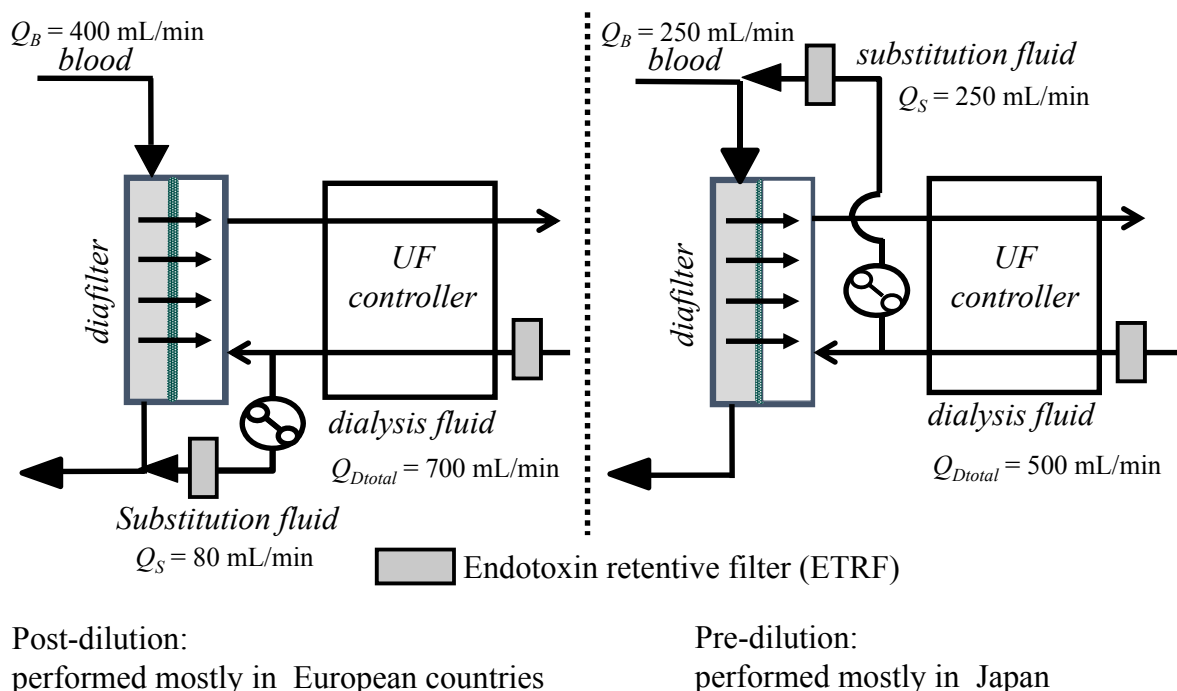 Q_B = 400 mL/min
blood
diafilter
UF
controller
dialysis fluid
Q_Dtotal = 700 mL/min
Substitution fluid
Q_S = 80 mL/min
Q_B = 250 mL/min
blood
substitution fluid
Q_S = 250 mL/min
diafilter
UF
controller
dialysis fluid
Q_Dtotal = 500 mL/min
Endotoxin retentive filter (ETRF)
Post-dilution:
performed mostly in European countries
Pre-dilution:
performed mostly in Japan